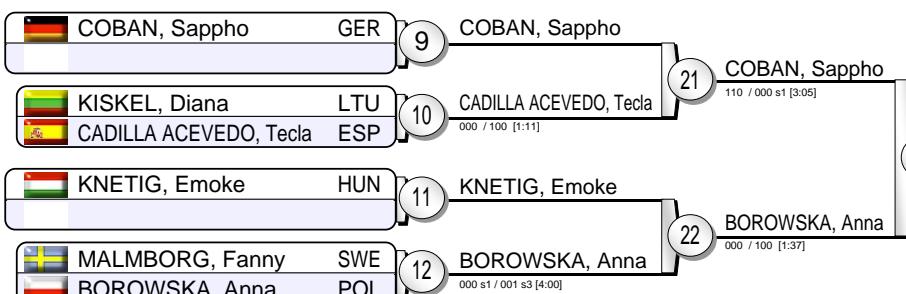 COBAN, Sappho GER
9
COBAN, Sappho
21
COBAN, Sappho
110 / 000 s1 [3:05]
KISKEL, Diana LTU
CADILLA ACEVEDO, Tecla ESP
10
CADILLA ACEVEDO, Tecla
000 / 100 [1:11]
KNETIG, Emoke HUN
11
KNETIG, Emoke
22
BOROWSKA, Anna
000 / 100 [1:37]
MALMBORG, Fanny SWE
BOROWSKA, Anna POL
12
BOROWSKA, Anna
000 s1 / 001 s3 [4:00]